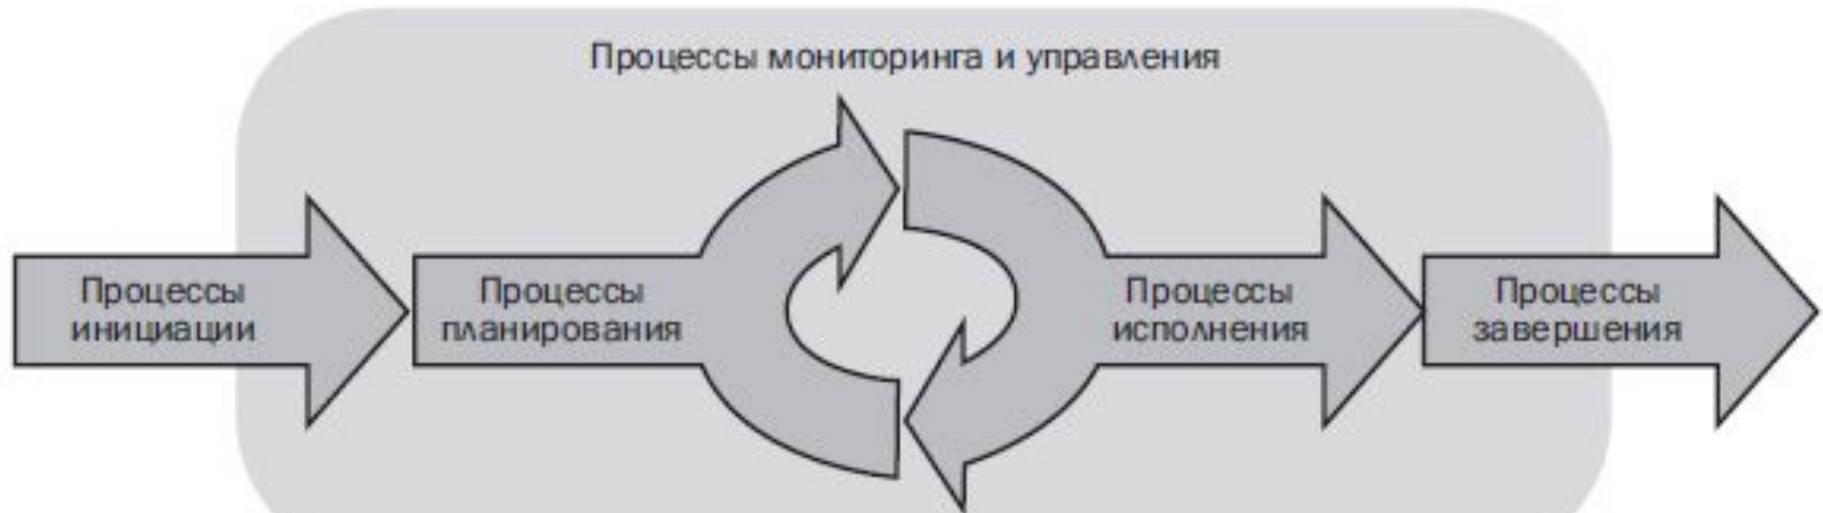 Процессы мониторинга и управления
Процессы
инициации
Процессы
планирования
Процессы
исполнения
Процессы
завершения